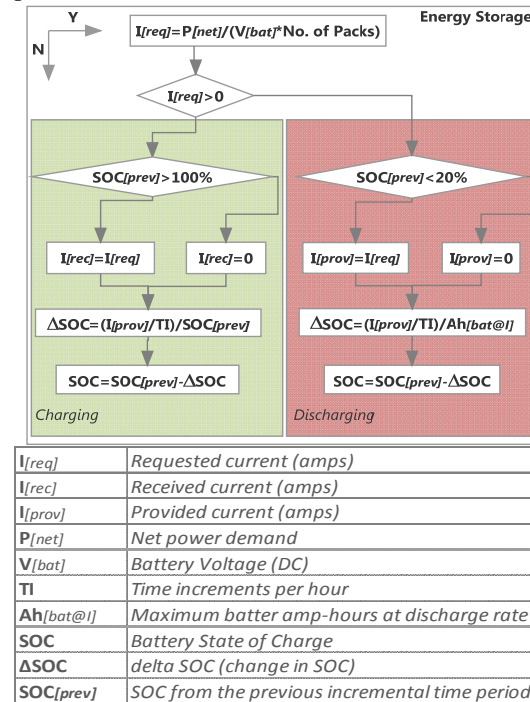 Energy Storage
Y
N
I[req]=P[net]/(V[bat]*No. of Packs)
I[req]>0
SOC[prev]>100%
SOC[prev]<20%
I[rec]=I[req]
I[rec]=0
I[prov]=I[req]
I[prov]=0
ΔSOC=(I[prov]/TI)/SOC[prev]
ΔSOC=(I[prov]/TI)/Ah[bat@I]
SOC=SOC[prev]-ΔSOC
SOC=SOC[prev]-ΔSOC
Charging
Discharging
I[req] Requested current (amps)
I[rec] Received current (amps)
I[prov] Provided current (amps)
P[net] Net power demand
V[bat] Battery Voltage (DC)
TI Time increments per hour
Ah[bat@I] Maximum batter amp-hours at discharge rate
SOC Battery State of Charge
ΔSOC delta SOC (change in SOC)
SOC[prev] SOC from the previous incremental time period